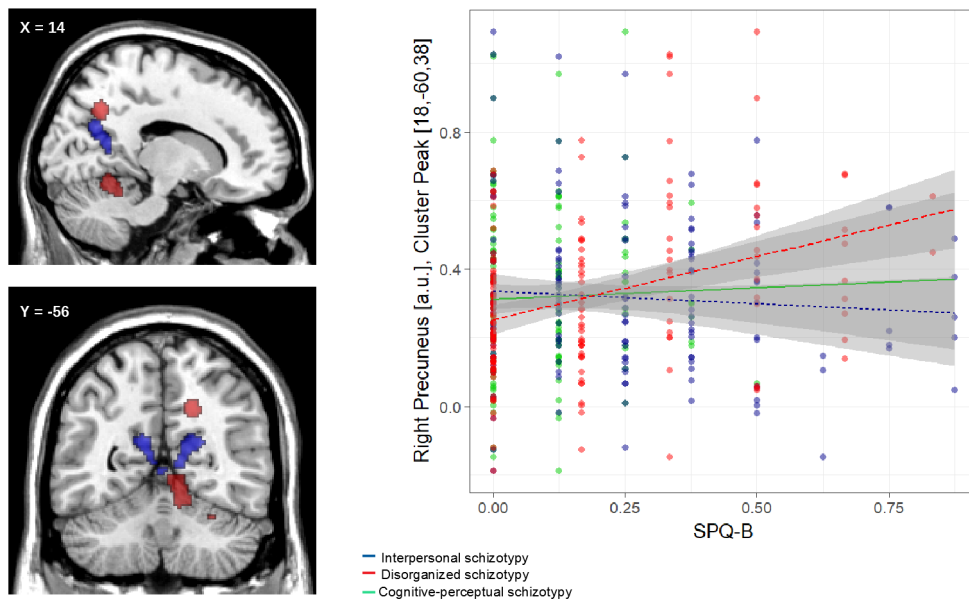 X = 14
Y = -56
Right Precuneus [a.u.], Cluster Peak [18,-60,38]
0.8
0.4
0.0
0.00 0.25 0.50 0.75
SPQ-B
Interpersonal schizotypy
Disorganized schizotypy
Cognitive-perceptual schizotypy